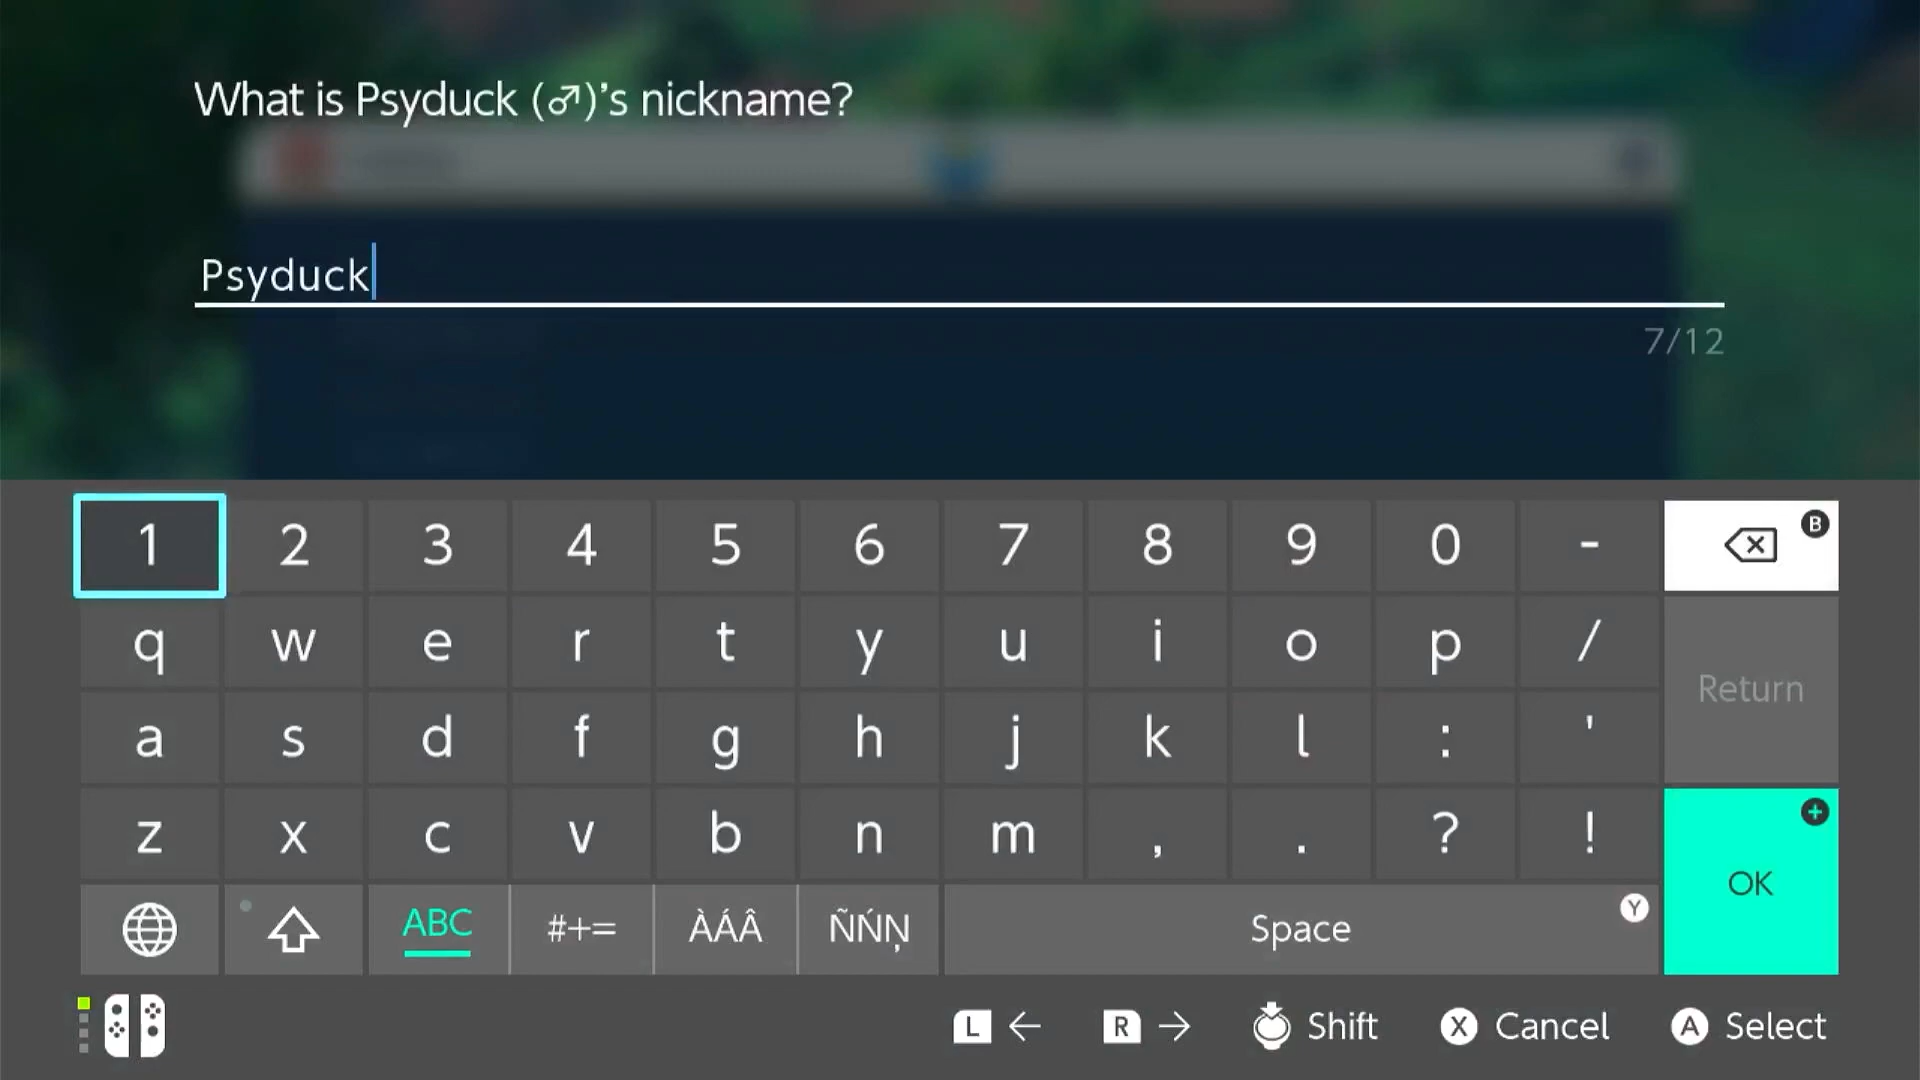 What is Psyduck (♂)'s nickname?
Psyduck
7/12
1 2 3 4 5 6 7 8 9 0 - B
q w e r t y u i o p /
Return
a s d f g h j k l : '
z x c v b n m , . ? ! +
OK
ABC #+= ÀÁÂ ÑŃŅ Space Y
L ← R → Shift X Cancel A Select